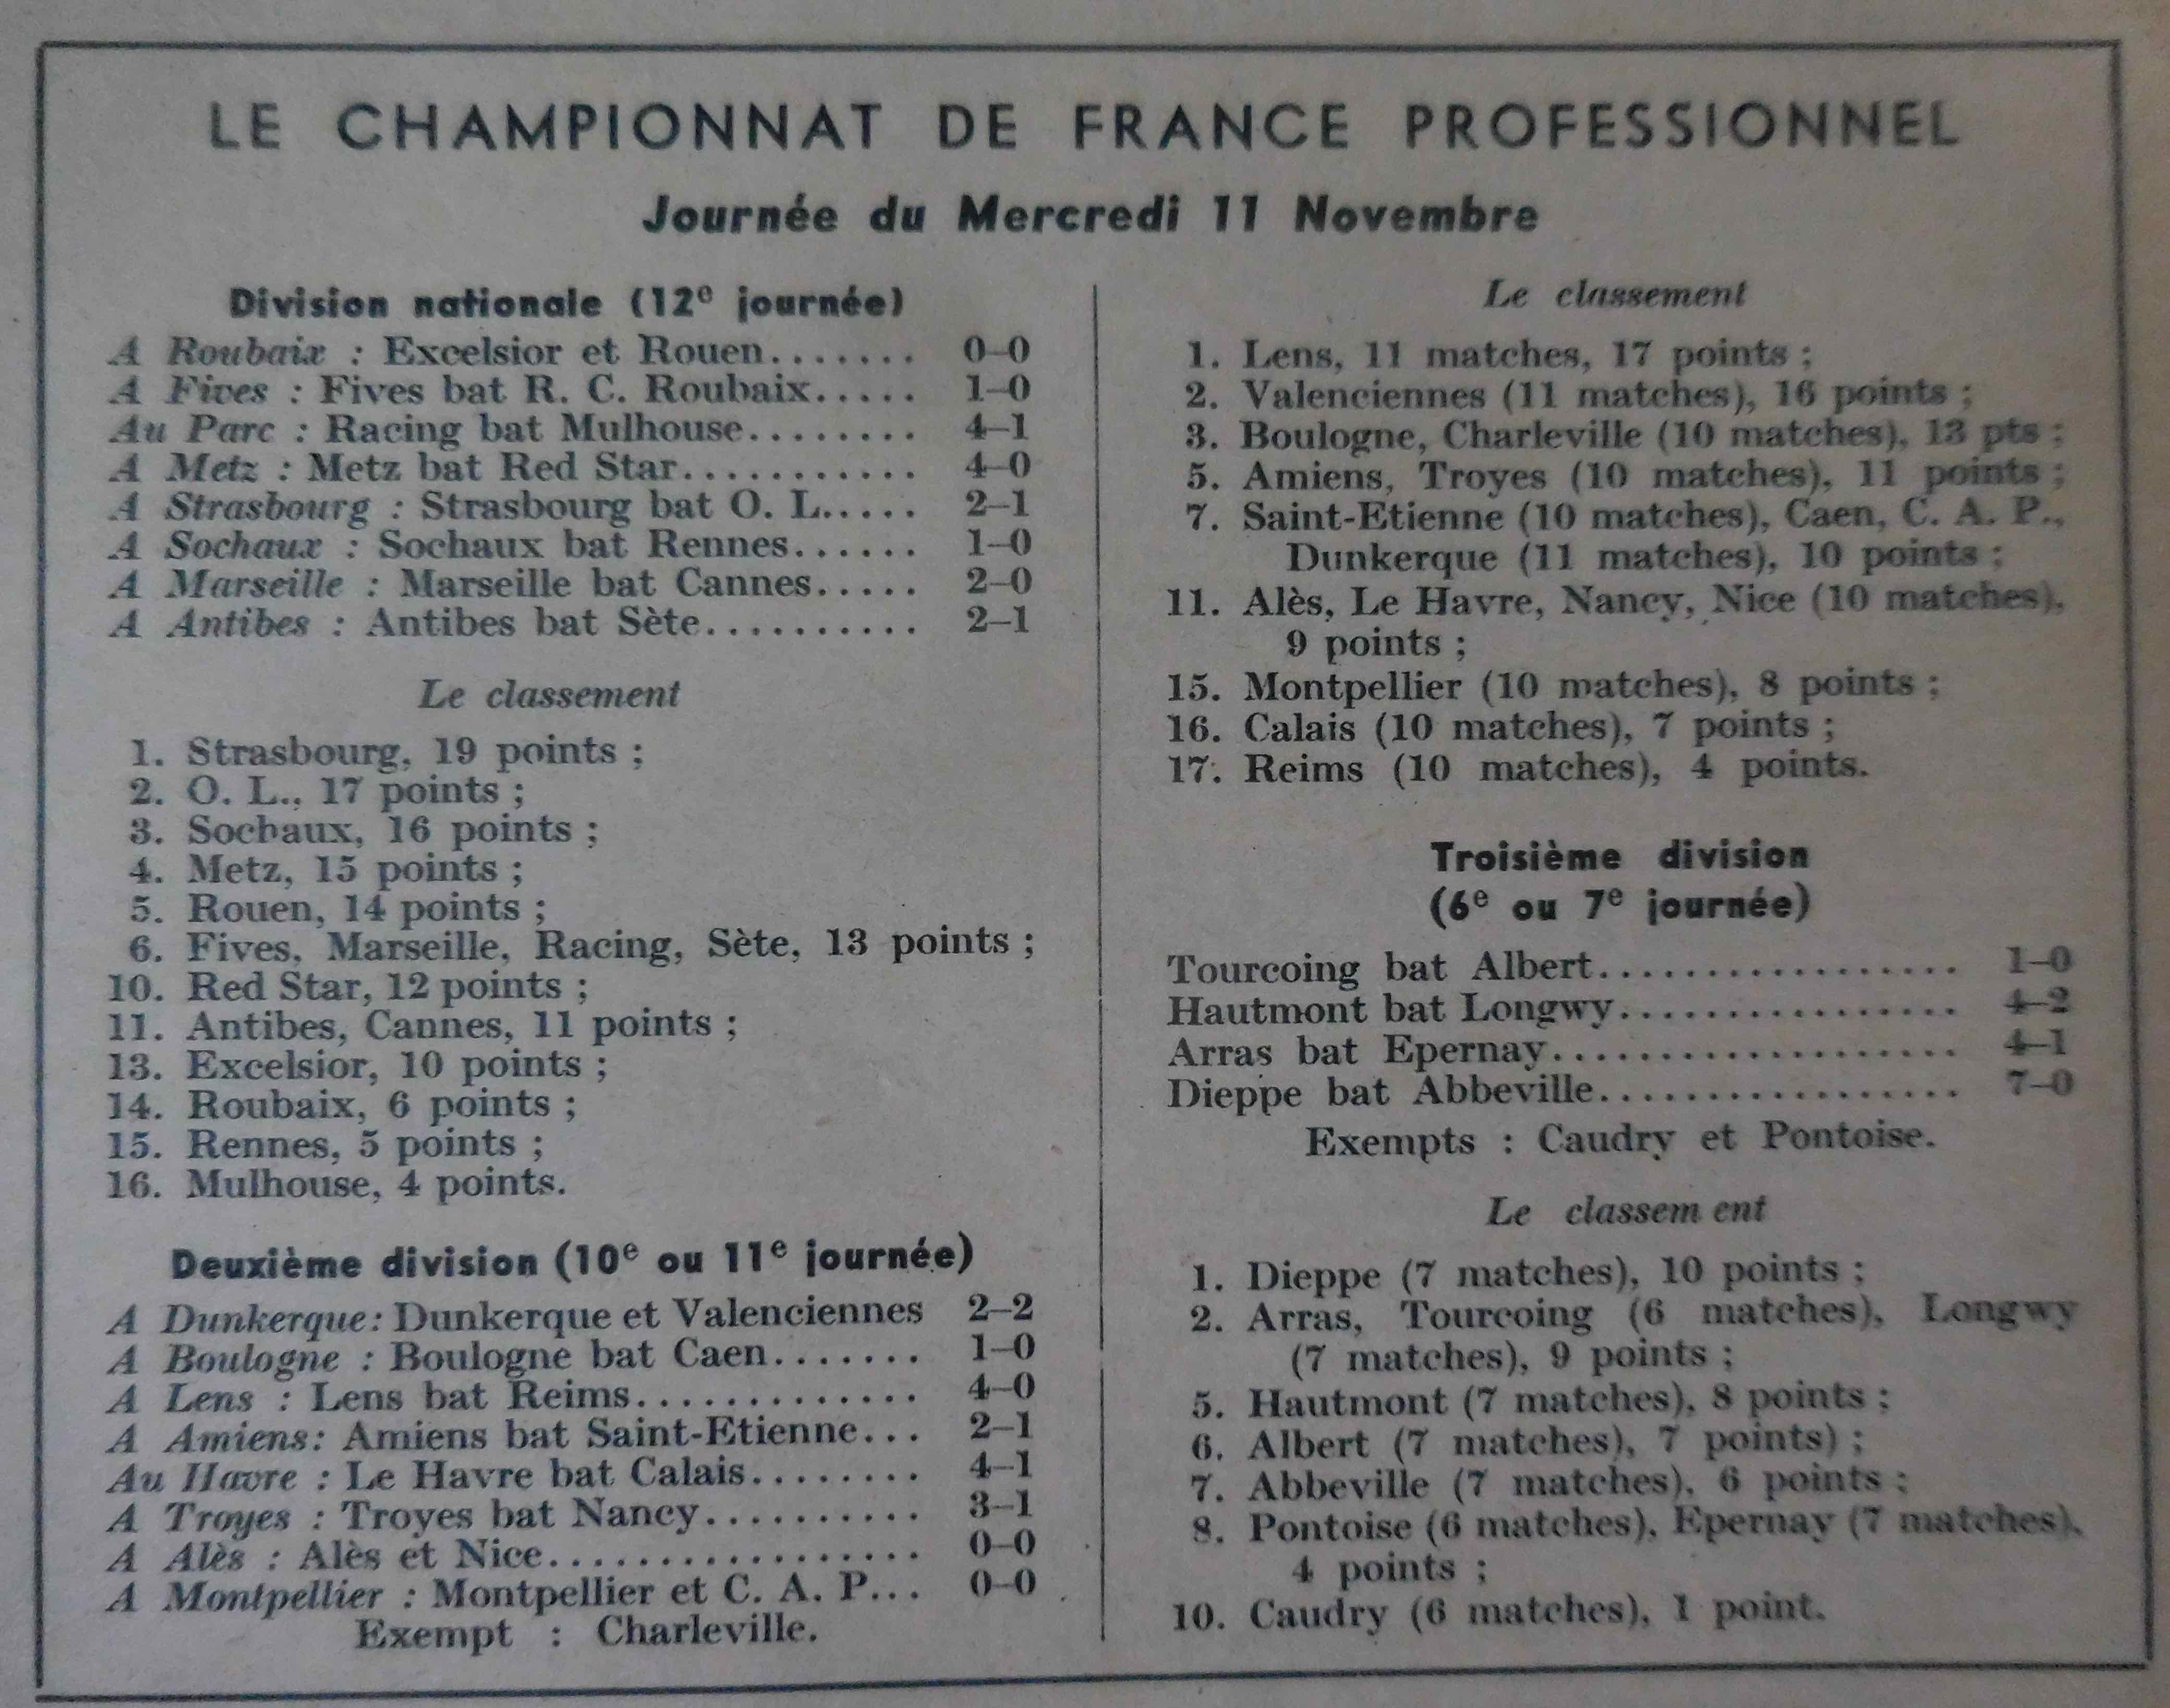 LE CHAMPIONNAT DE FRANCE PROFESSIONNEL
Journée du Mercredi 11 Novembre
Division nationale (12e journée)
A Roubaix : Excelsior et Rouen....... 0-0
A Fives : Fives bat R. C. Roubaix..... 1-0
Au Parc : Racing bat Mulhouse........ 4-1
A Metz : Metz bat Red Star........... 4-0
A Strasbourg : Strasbourg bat O. L..... 2-1
A Sochaux : Sochaux bat Rennes...... 1-0
A Marseille : Marseille bat Cannes..... 2-0
A Antibes : Antibes bat Sète.......... 2-1
Le classement
1. Strasbourg, 19 points ;
2. O. L., 17 points ;
3. Sochaux, 16 points ;
4. Metz, 15 points ;
5. Rouen, 14 points ;
6. Fives, Marseille, Racing, Sète, 13 points ;
10. Red Star, 12 points ;
11. Antibes, Cannes, 11 points ;
13. Excelsior, 10 points ;
14. Roubaix, 6 points ;
15. Rennes, 5 points ;
16. Mulhouse, 4 points.
Deuxième division (10e ou 11e journée)
A Dunkerque: Dunkerque et Valenciennes 2-2
A Boulogne : Boulogne bat Caen....... 1-0
A Lens : Lens bat Reims............. 4-0
A Amiens: Amiens bat Saint-Etienne... 2-1
Au Havre : Le Havre bat Calais........ 4-1
A Troyes : Troyes bat Nancy.......... 3-1
A Alès : Alès et Nice................. 0-0
A Montpellier : Montpellier et C. A. P... 0-0
Exempt : Charleville.
Le classement
1. Lens, 11 matches, 17 points ;
2. Valenciennes (11 matches), 16 points ;
3. Boulogne, Charleville (10 matches), 13 pts ;
5. Amiens, Troyes (10 matches), 11 points ;
7. Saint-Etienne (10 matches), Caen, C. A. P.,
Dunkerque (11 matches), 10 points ;
11. Alès, Le Havre, Nancy, Nice (10 matches),
9 points ;
15. Montpellier (10 matches), 8 points ;
16. Calais (10 matches), 7 points ;
17. Reims (10 matches), 4 points.
Troisième division
(6e ou 7e journée)
Tourcoing bat Albert................. 1-0
Hautmont bat Longwy................ 4-2
Arras bat Epernay................... 4-1
Dieppe bat Abbeville................. 7-0
Exempts : Caudry et Pontoise.
Le classem ent
1. Dieppe (7 matches), 10 points ;
2. Arras, Tourcoing (6 matches), Longwy
(7 matches), 9 points ;
5. Hautmont (7 matches), 8 points ;
6. Albert (7 matches), 7 points) ;
7. Abbeville (7 matches), 6 points ;
8. Pontoise (6 matches), Epernay (7 matches),
4 points ;
10. Caudry (6 matches), 1 point.